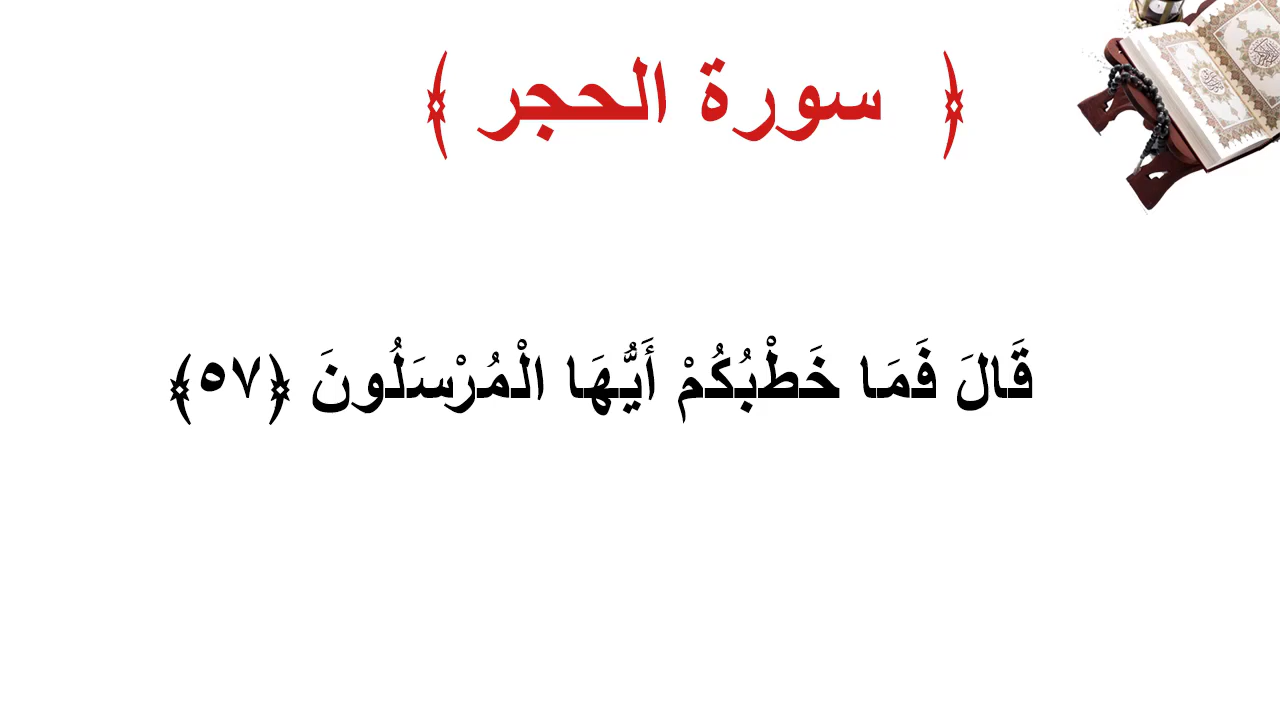 ﴿ سورة الحجر ﴾
قَالَ فَمَا خَطْبُكُمْ أَيُّهَا الْمُرْسَلُونَ ﴿٥٧﴾